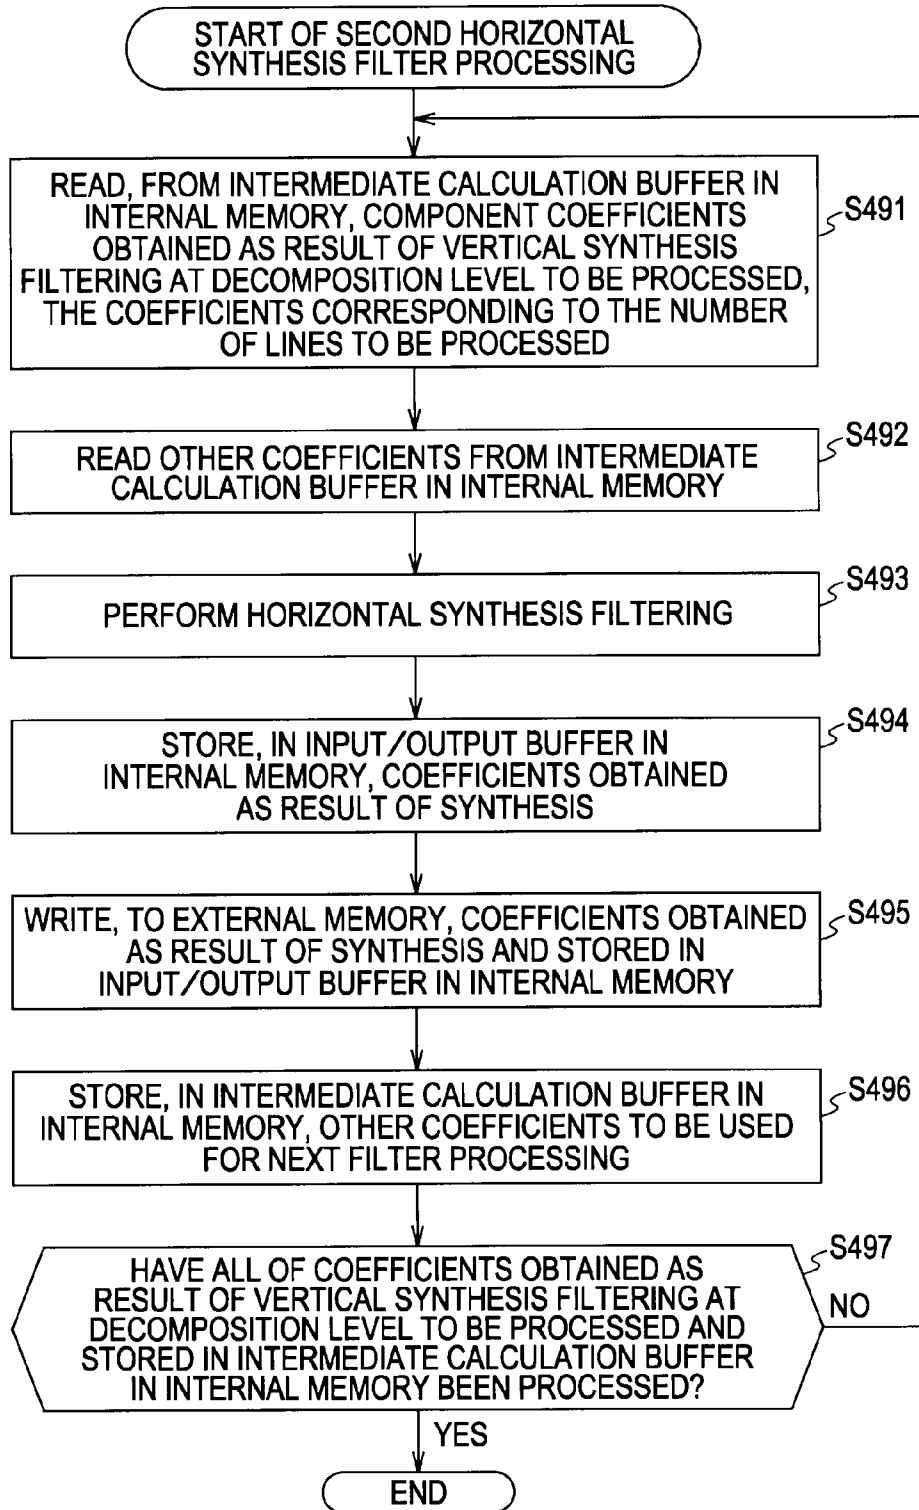 START OF SECOND HORIZONTAL
SYNTHESIS FILTER PROCESSING
READ, FROM INTERMEDIATE CALCULATION BUFFER IN
INTERNAL MEMORY, COMPONENT COEFFICIENTS
OBTAINED AS RESULT OF VERTICAL SYNTHESIS
FILTERING AT DECOMPOSITION LEVEL TO BE PROCESSED,
THE COEFFICIENTS CORRESPONDING TO THE NUMBER
OF LINES TO BE PROCESSED
S491
READ OTHER COEFFICIENTS FROM INTERMEDIATE
CALCULATION BUFFER IN INTERNAL MEMORY
S492
PERFORM HORIZONTAL SYNTHESIS FILTERING
S493
STORE, IN INPUT/OUTPUT BUFFER IN
INTERNAL MEMORY, COEFFICIENTS OBTAINED
AS RESULT OF SYNTHESIS
S494
WRITE, TO EXTERNAL MEMORY, COEFFICIENTS OBTAINED
AS RESULT OF SYNTHESIS AND STORED IN
INPUT/OUTPUT BUFFER IN INTERNAL MEMORY
S495
STORE, IN INTERMEDIATE CALCULATION BUFFER IN
INTERNAL MEMORY, OTHER COEFFICIENTS TO BE USED
FOR NEXT FILTER PROCESSING
S496
HAVE ALL OF COEFFICIENTS OBTAINED AS
RESULT OF VERTICAL SYNTHESIS FILTERING AT
DECOMPOSITION LEVEL TO BE PROCESSED AND
STORED IN INTERMEDIATE CALCULATION BUFFER
IN INTERNAL MEMORY BEEN PROCESSED?
S497
NO
YES
END